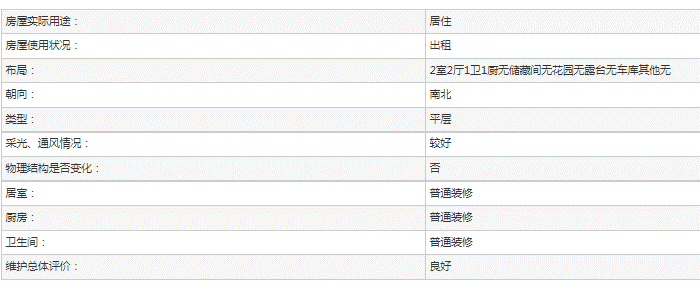 房屋实际用途： 居住
房屋使用状况： 出租
布局： 2室2厅1卫1厨无储藏间无花园无露台无车库其他无
朝向： 南北
类型： 平层
采光、通风情况： 较好
物理结构是否变化： 否
居室： 普通装修
厨房： 普通装修
卫生间： 普通装修
维护总体评价： 良好